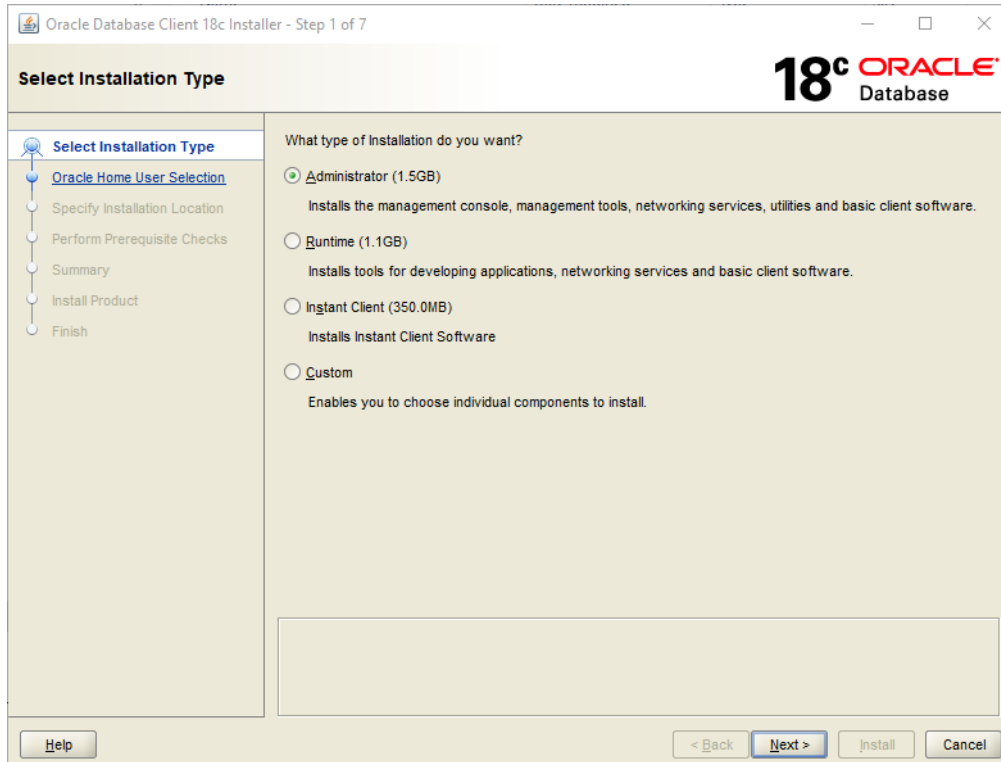 Oracle Database Client 18c Installer - Step 1 of 7
Select Installation Type
18c ORACLE
Database
Select Installation Type
Oracle Home User Selection
Specify Installation Location
Perform Prerequisite Checks
Summary
Install Product
Finish
What type of Installation do you want?
Administrator (1.5GB)
Installs the management console, management tools, networking services, utilities and basic client software.
Runtime (1.1GB)
Installs tools for developing applications, networking services and basic client software.
Instant Client (350.0MB)
Installs Instant Client Software
Custom
Enables you to choose individual components to install.
Help
< Back
Next >
Install
Cancel